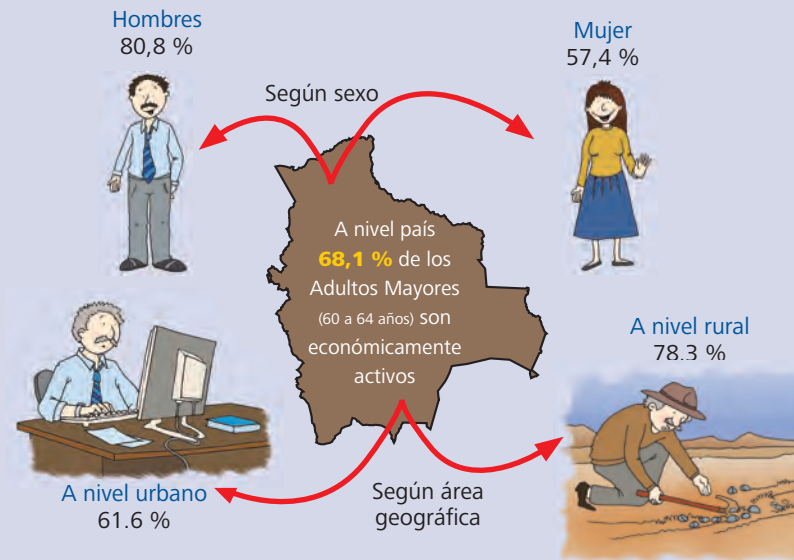 Hombres
80,8 %
Mujer
57,4 %
Según sexo
A nivel país
68,1 % de los
Adultos Mayores
(60 a 64 años) son
económicamente
activos
A nivel rural
78.3 %
A nivel urbano
61.6 %
Según área
geográfica